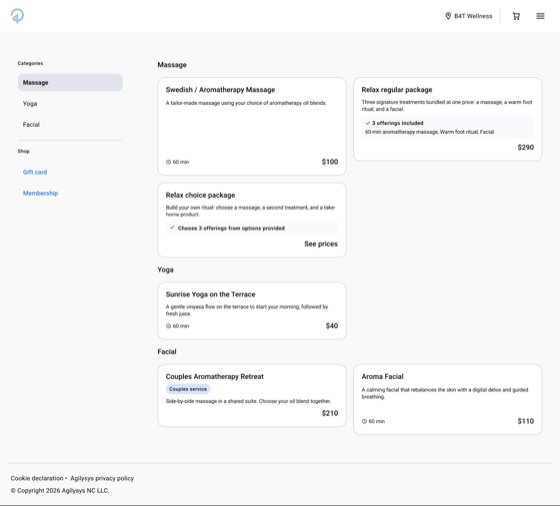 B4T Wellness
Categories
Massage
Yoga
Facial
Shop
Gift card
Membership
Massage
Swedish / Aromatherapy Massage
A tailor-made massage using your choice of aromatherapy oil blends.
60 min
$100
Relax regular package
Three signature treatments bundled at one price: a massage, a warm foot
ritual, and a facial.
3 offerings included
60-min aromatherapy massage, Warm foot ritual, Facial
$290
Relax choice package
Build your own ritual: choose a massage, a second treatment, and a take-
home product.
Choose 3 offerings from options provided
See prices
Yoga
Sunrise Yoga on the Terrace
A gentle vinyasa flow on the terrace to start your morning, followed by
fresh juice.
60 min
$40
Facial
Couples Aromatherapy Retreat
Couples service
Side-by-side massage in a shared suite. Choose your oil blend together.
$210
Aroma Facial
A calming facial that rebalances the skin with a digital detox and guided
breathing.
60 min
$110
Cookie declaration • Agilysys privacy policy
© Copyright 2026 Agilysys NC LLC.